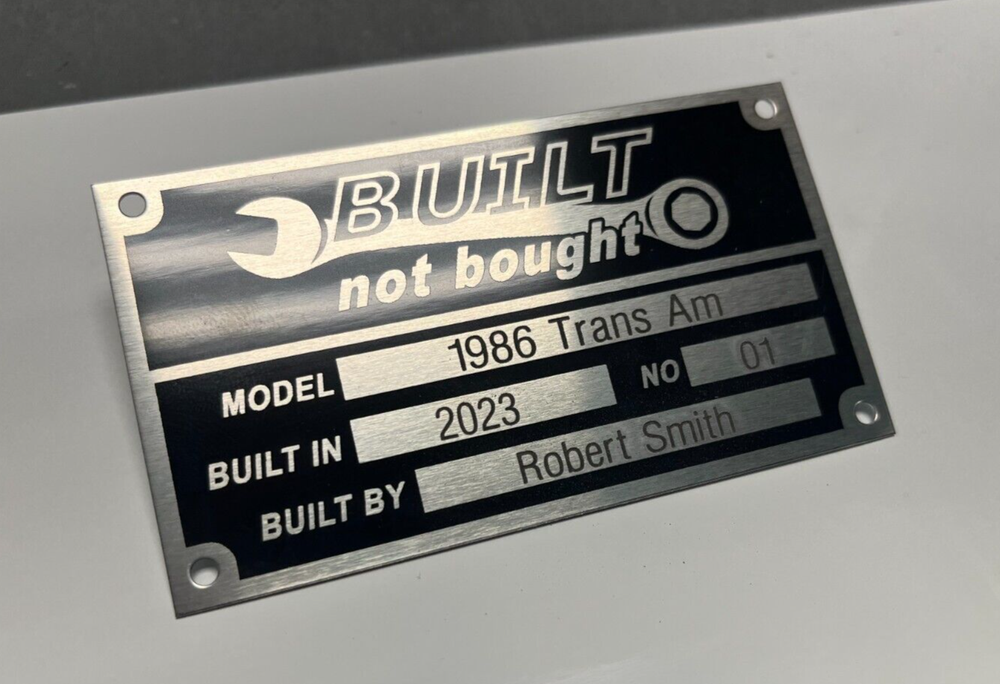 BUILT
not bought
MODEL 1986 Trans Am
BUILT IN 2023 NO 01
BUILT BY Robert Smith